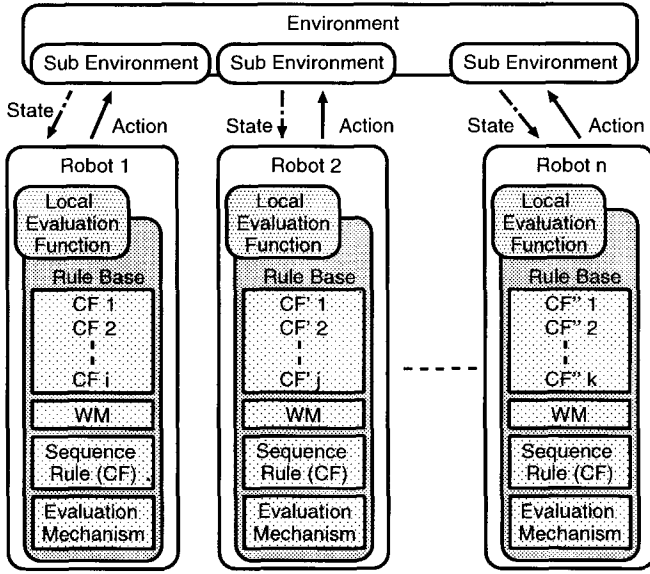 Environment
Sub Environment
Sub Environment
Sub Environment
State
Action
State
Action
State
Action
Robot 1
Local
Evaluation
Function
Rule Base
CF 1
CF 2
CF i
WM
Sequence
Rule (CF)
Evaluation
Mechanism
Robot 2
Local
Evaluation
Function
Rule Base
CF' 1
CF' 2
CF' j
WM
Sequence
Rule (CF)
Evaluation
Mechanism
Robot n
Local
Evaluation
Function
Rule Base
CF" 1
CF" 2
CF" k
WM
Sequence
Rule (CF)
Evaluation
Mechanism